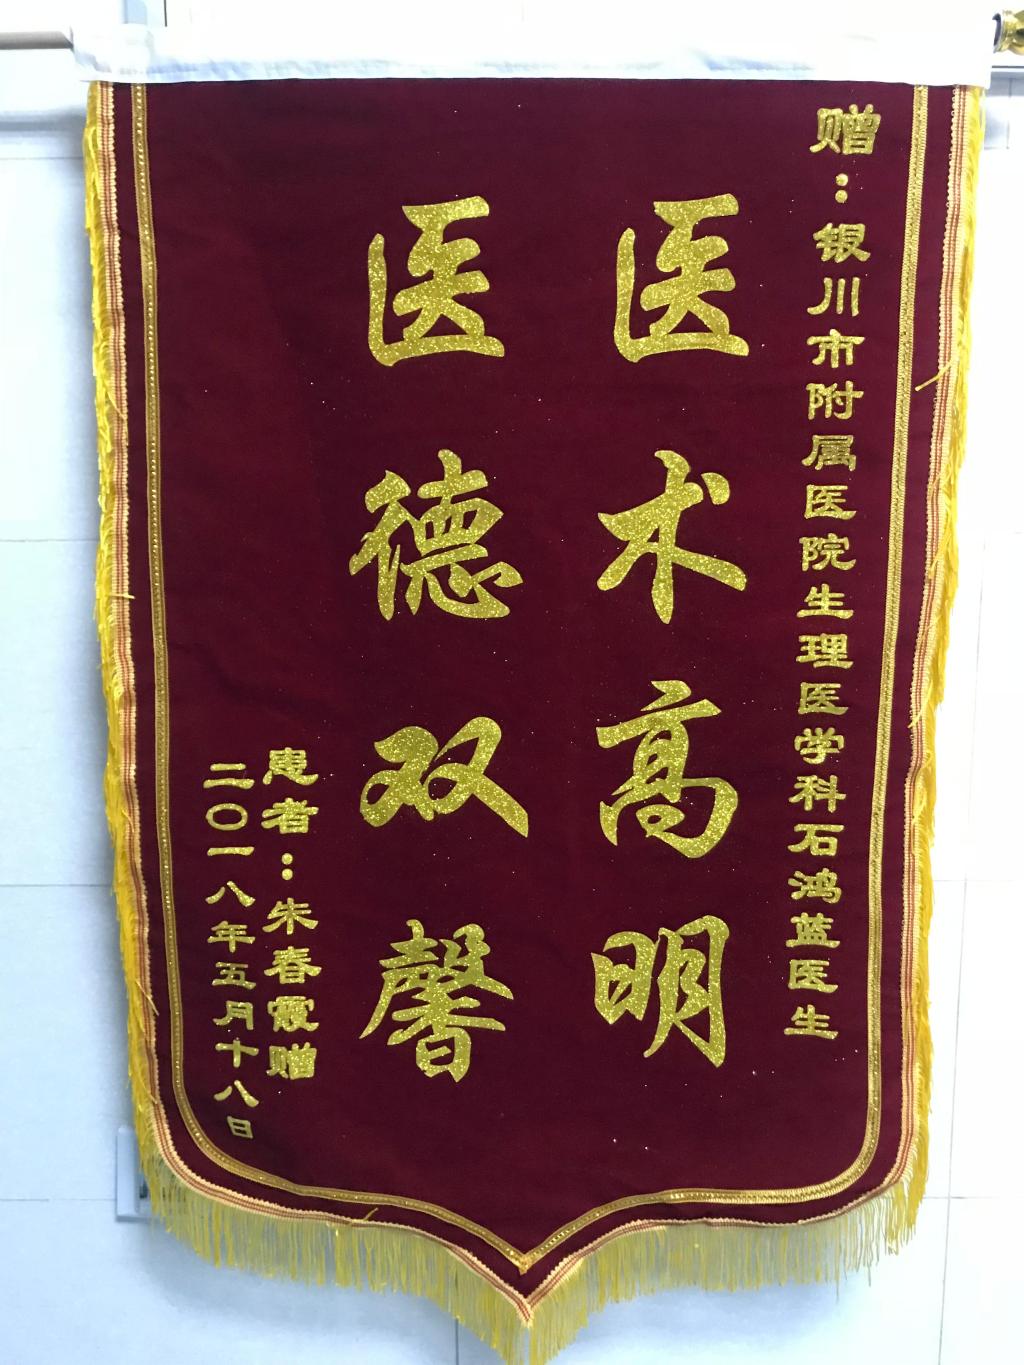 赠：银川市附属医院生理医学科石鸿蓝医生
医术高明
医德双馨
患者：朱春霞赠
二〇一八年五月十八日